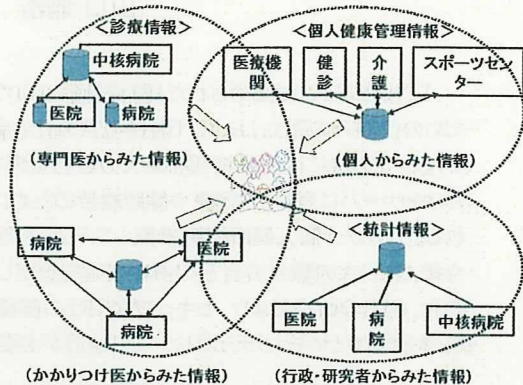 <診療情報>
中核病院
医院
病院
(専門医からみた情報)
病院
医院
病院
(かかりつけ医からみた情報)
<個人健康管理情報>
医療機関
健診
介護
スポーツセンター
(個人からみた情報)
<統計情報>
医院
病院
中核病院
(行政・研究者からみた情報)